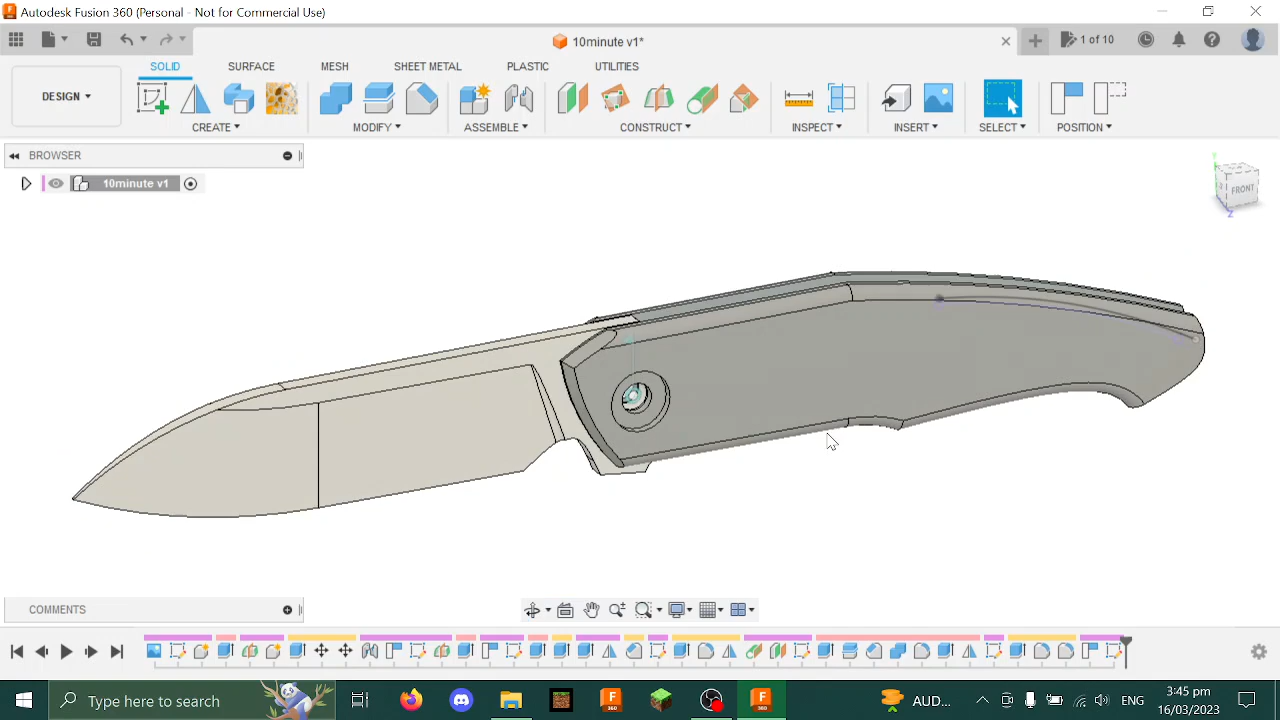 Autodesk Fusion 360 (Personal - Not for Commercial Use)
10minute v1*
1 of 10
SOLID
SURFACE
MESH
SHEET METAL
PLASTIC
UTILITIES
DESIGN
CREATE
MODIFY
ASSEMBLE
CONSTRUCT
INSPECT
INSERT
SELECT
POSITION
BROWSER
10minute v1
FRONT
Y
Z
COMMENTS
Type here to search
AUD...
ENG
3:45 pm
16/03/2023